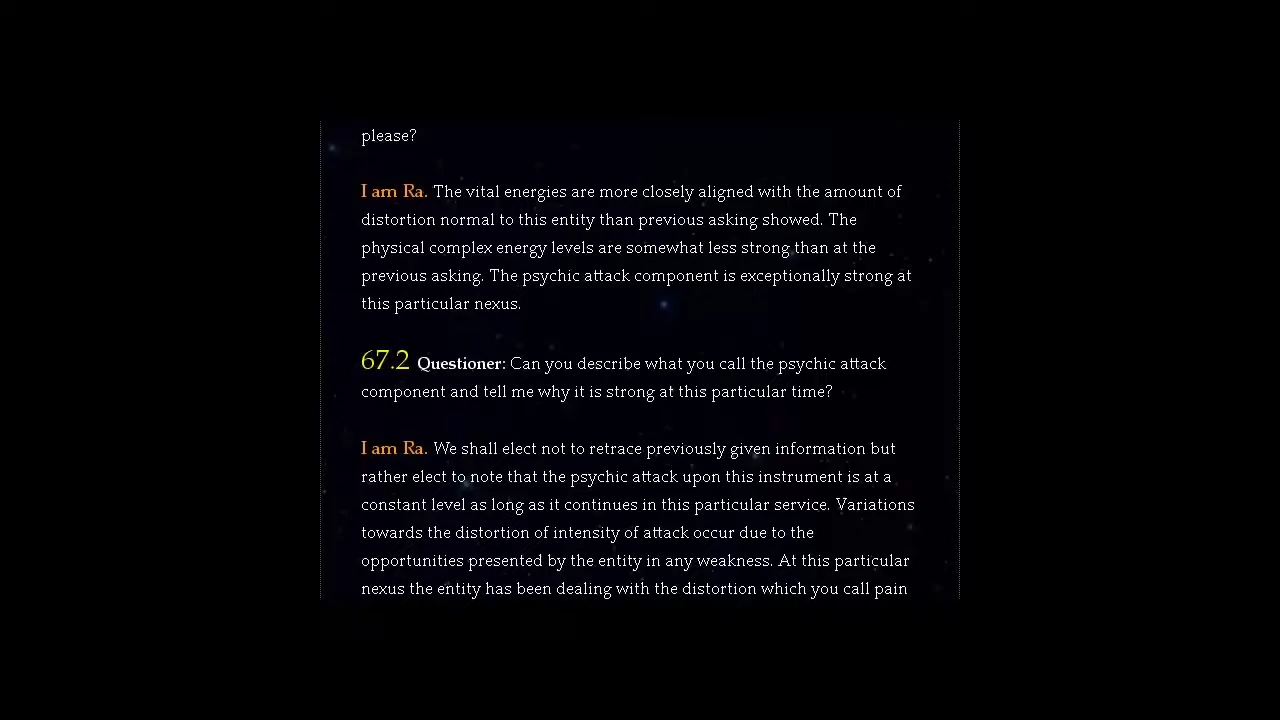 please?
I am Ra. The vital energies are more closely aligned with the amount of
distortion normal to this entity than previous asking showed. The
physical complex energy levels are somewhat less strong than at the
previous asking. The psychic attack component is exceptionally strong at
this particular nexus.
67.2 Questioner: Can you describe what you call the psychic attack
component and tell me why it is strong at this particular time?
I am Ra. We shall elect not to retrace previously given information but
rather elect to note that the psychic attack upon this instrument is at a
constant level as long as it continues in this particular service. Variations
towards the distortion of intensity of attack occur due to the
opportunities presented by the entity in any weakness. At this particular
nexus the entity has been dealing with the distortion which you call pain